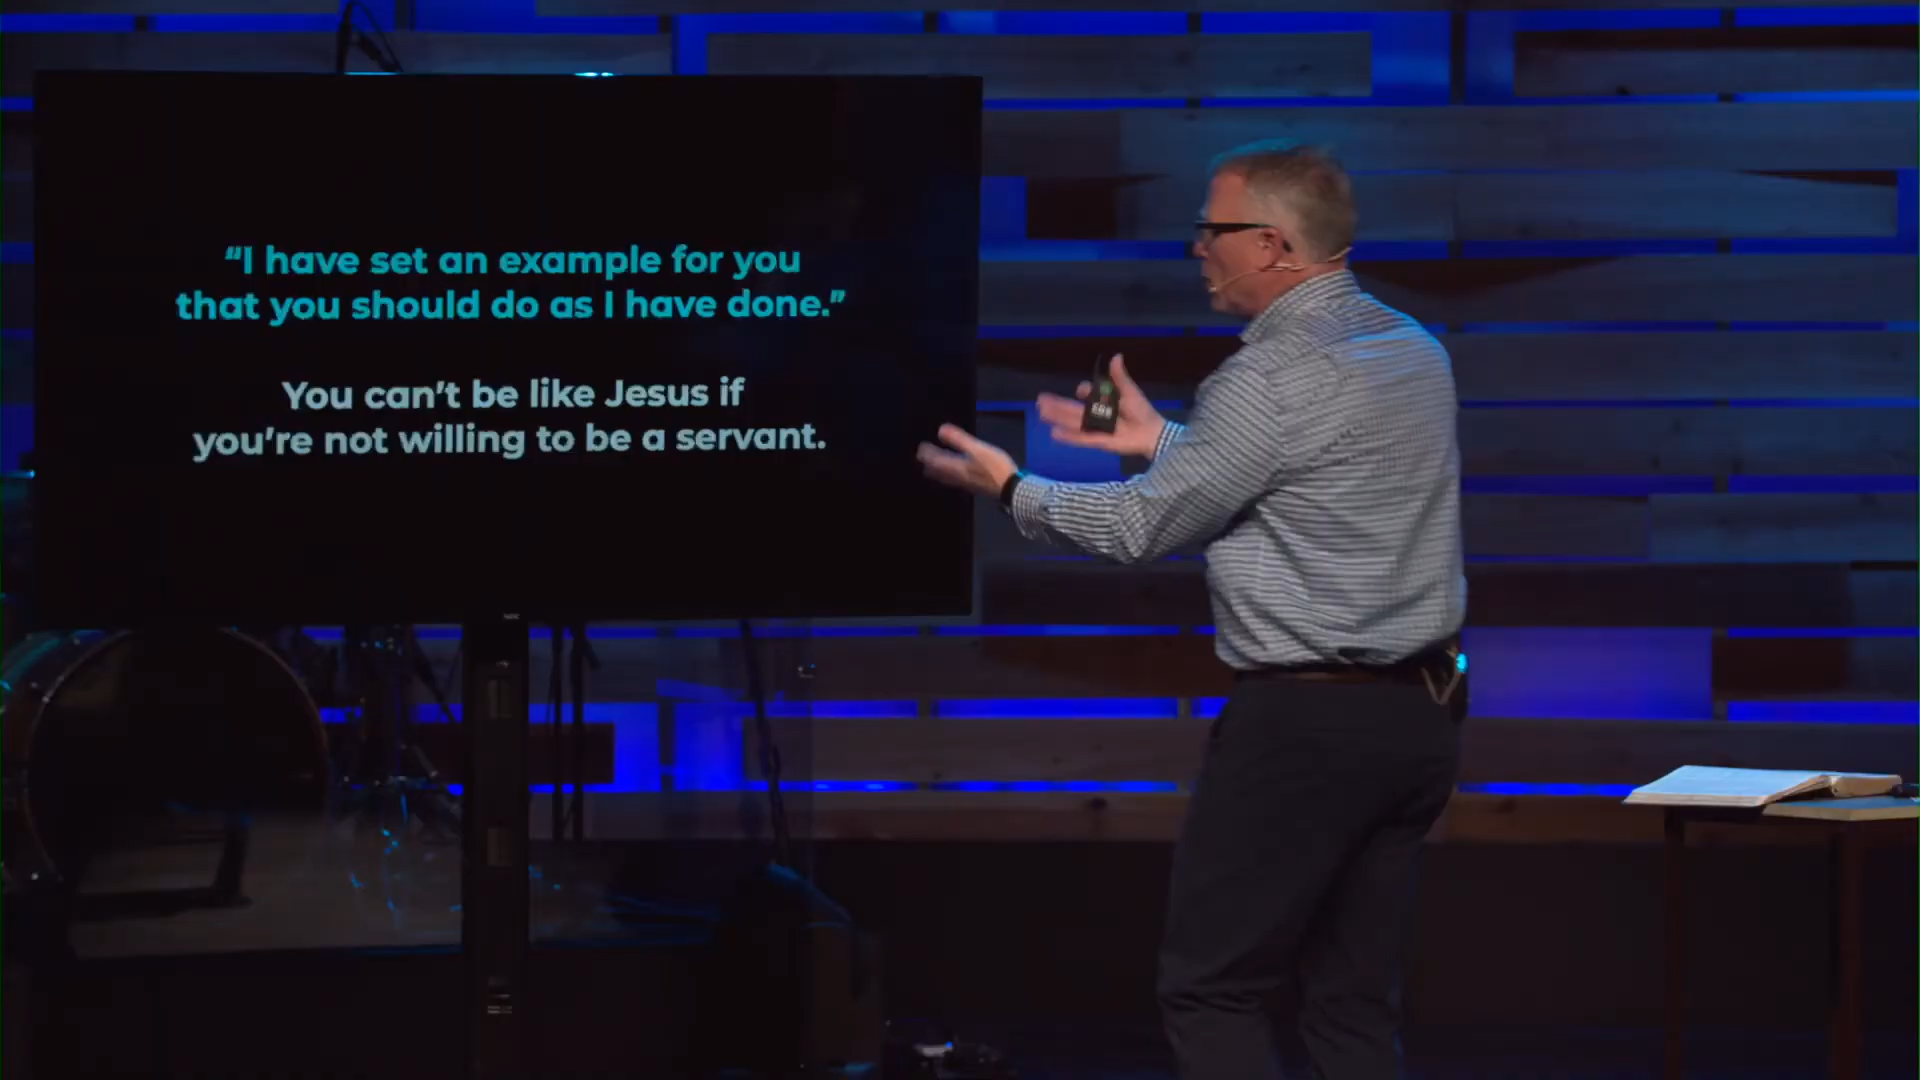 “I have set an example for you
that you should do as I have done.”
You can’t be like Jesus if
you’re not willing to be a servant.